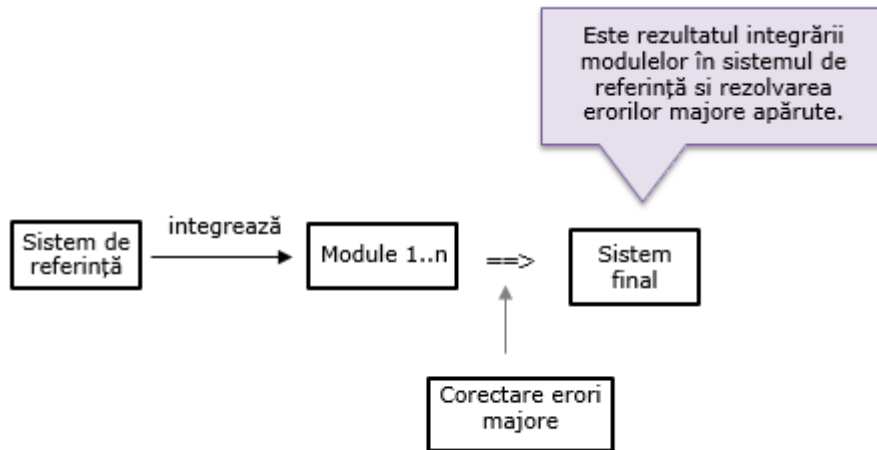 Este rezultatul integrării
modulelor în sistemul de
referință si rezolvarea
erorilor majore apărute.
integrează
Sistem de
referință
Module 1..n
==>
Sistem
final
Corectare erori
majore